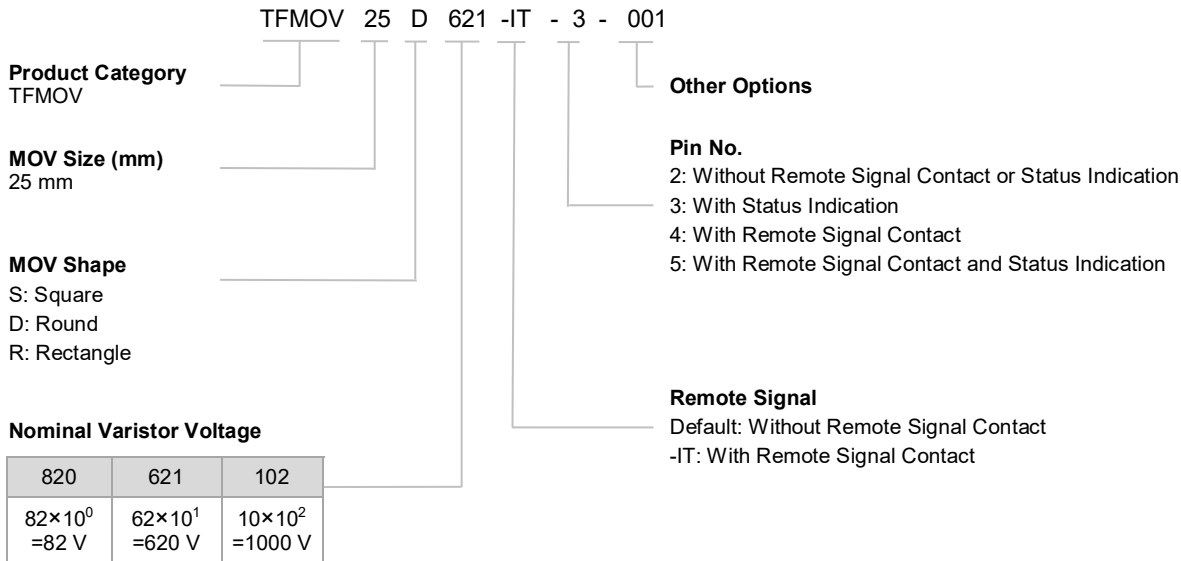 TFMOV 25 D 621 -IT - 3 - 001
Product Category
TFMOV
MOV Size (mm)
25 mm
MOV Shape
S: Square
D: Round
R: Rectangle
Nominal Varistor Voltage
820 621 102
82×10⁰ 62×10¹ 10×10²
=82 V =620 V =1000 V
Other Options
Pin No.
2: Without Remote Signal Contact or Status Indication
3: With Status Indication
4: With Remote Signal Contact
5: With Remote Signal Contact and Status Indication
Remote Signal
Default: Without Remote Signal Contact
-IT: With Remote Signal Contact